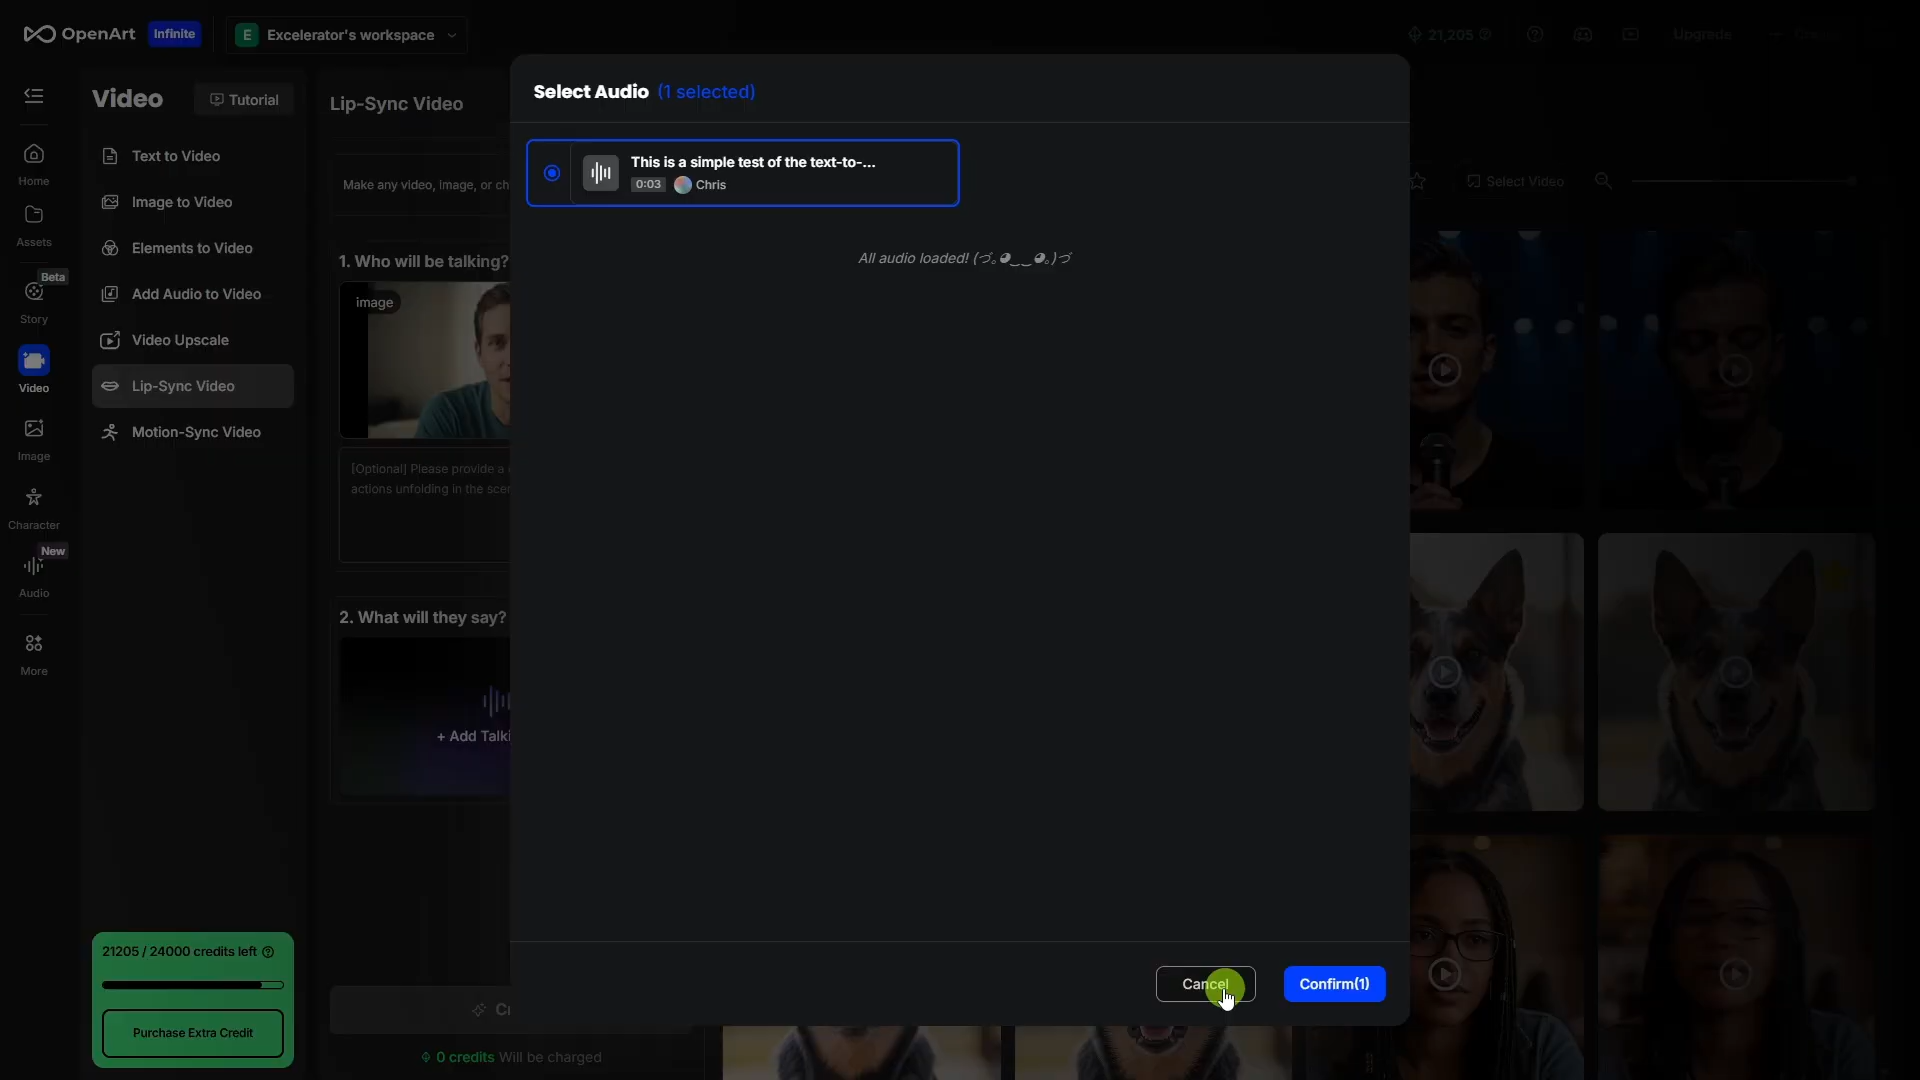 OpenArt
Infinite
E
Excelerator's workspace
21,205
Upgrade
Video
Tutorial
Home
Assets
Beta
Story
Video
Image
Character
New
Audio
More
Text to Video
Image to Video
Elements to Video
Add Audio to Video
Video Upscale
Lip-Sync Video
Motion-Sync Video
21205 / 24000 credits left
Purchase Extra Credit
Lip-Sync Video
Make any video, image, or ch
1. Who will be talking?
image
[Optional] Please provide a
actions unfolding in the scen
2. What will they say?
+ Add Talki
0 credits Will be charged
Select Audio (1 selected)
This is a simple test of the text-to-...
0:03
Chris
All audio loaded! (づ｡◕‿‿◕｡)づ
Cancel
Confirm(1)
Select Video